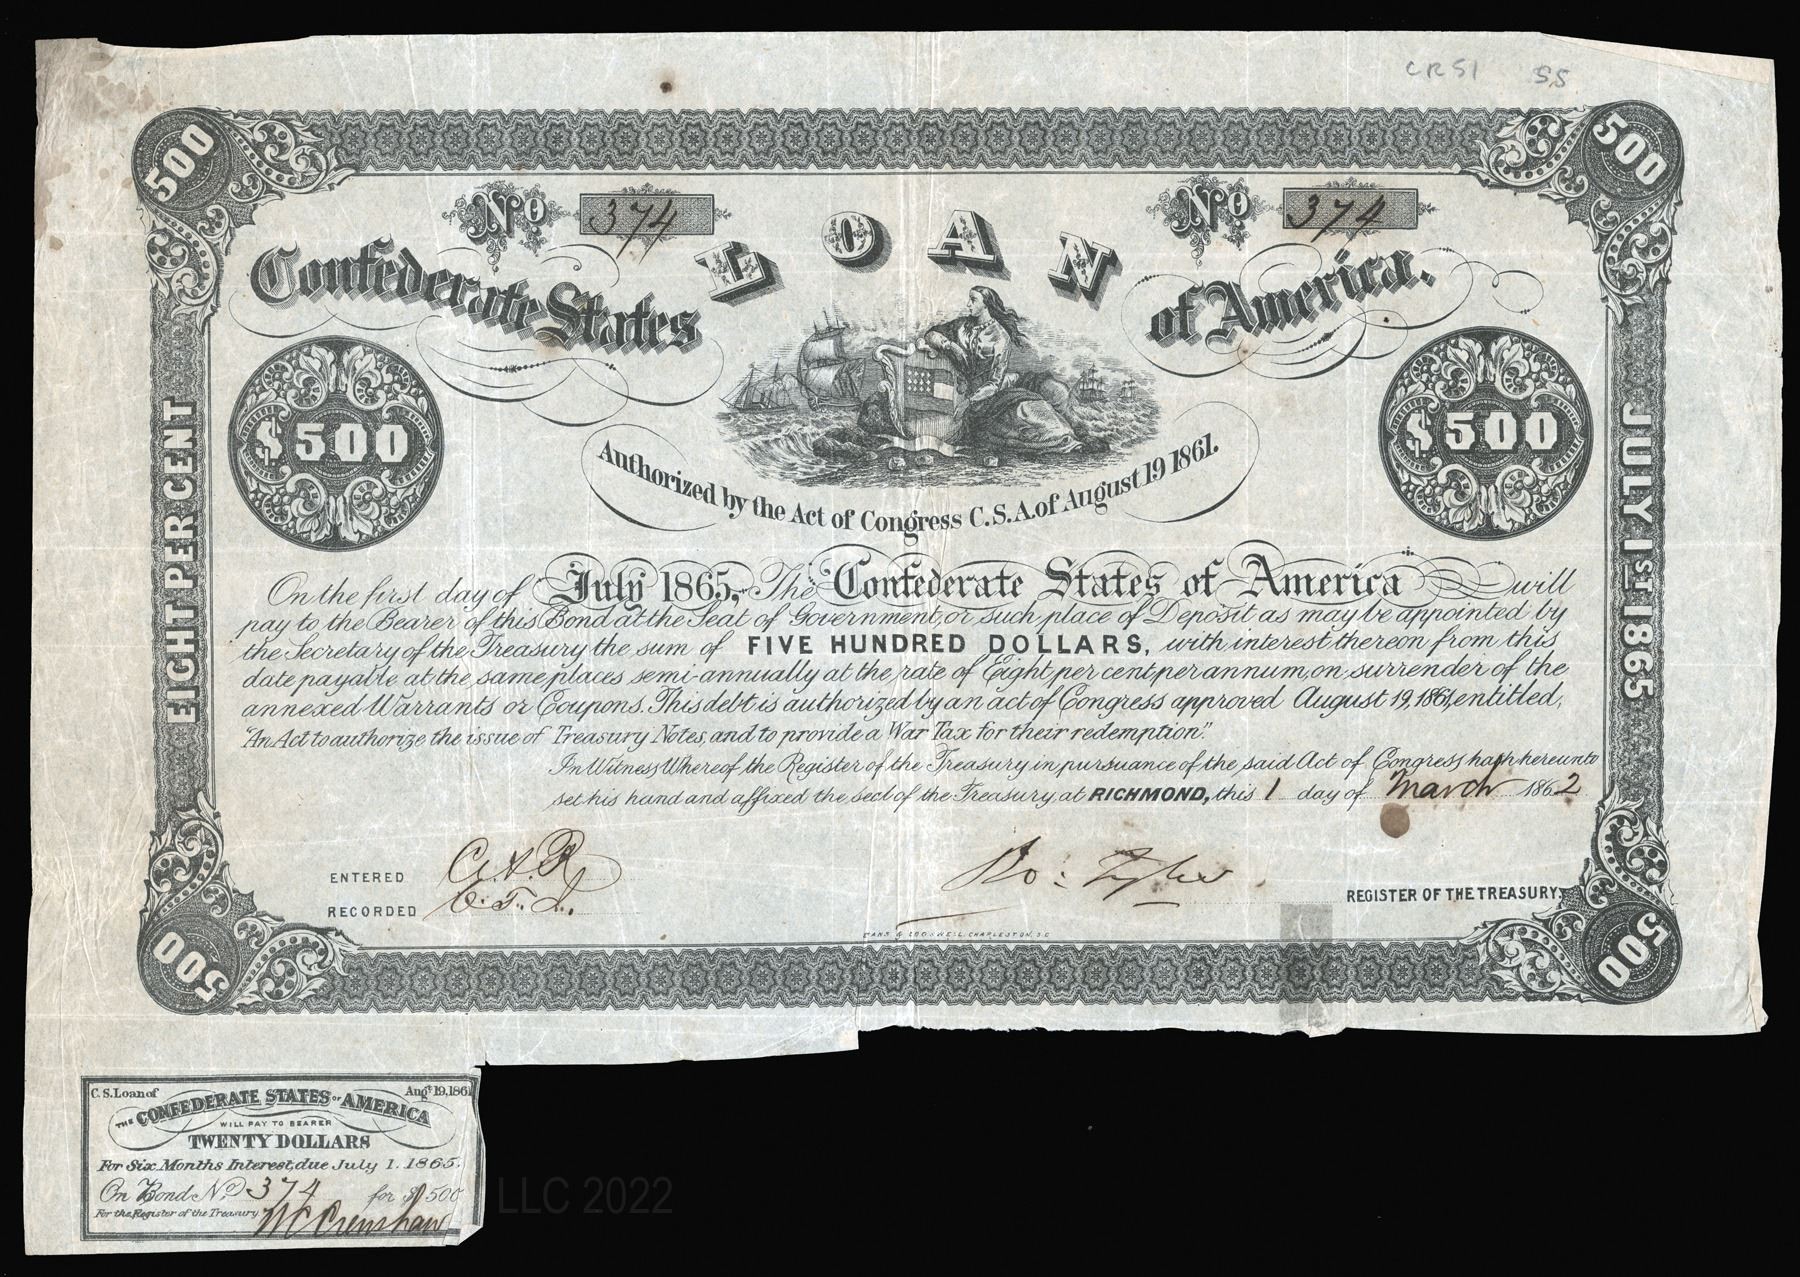 CR51 SS
500
500
No 374
LOAN
No 374
Confederate States
of America.
$500
$500
EIGHT PER CENT
JULY 1ST 1865
Authorized by the Act of Congress C.S.A. of August 19 1861.
On the first day of July 1865, The Confederate States of America will
pay to the Bearer of this Bond at the Seat of Government, or such place of Deposit as may be appointed by
the Secretary of the Treasury the sum of FIVE HUNDRED DOLLARS, with interest thereon from this
date payable at the same places semi-annually at the rate of Eight per cent per annum, on surrender of the
annexed Warrants or Coupons. This debt is authorized by an act of Congress approved August 19, 1861, entitled,
"An Act to authorize the issue of Treasury Notes, and to provide a War Tax for their redemption."
In Witness Whereof the Register of the Treasury in pursuance of the said Act of Congress hath hereunto
set his hand and affixed the seal of the Treasury, at RICHMOND, this 1 day of March 1862
ENTERED
RECORDED
Ro: Tyler
REGISTER OF THE TREASURY.
EVANS & COGSWELL, CHARLESTON, S.C.
500
500
C. S. Loan of Augt. 19, 1861
THE CONFEDERATE STATES OF AMERICA
WILL PAY TO BEARER
TWENTY DOLLARS
For Six Months Interest, due July 1. 1865.
On Bond No 374 for $500
For the Register of the Treasury McCrenshaw
LLC 2022